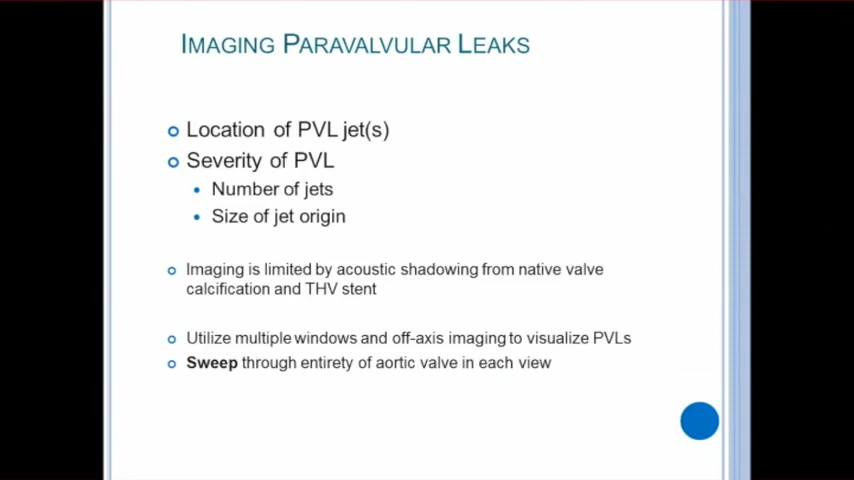 IMAGING PARAVALVULAR LEAKS
Location of PVL jet(s)
Severity of PVL
Number of jets
Size of jet origin
Imaging is limited by acoustic shadowing from native valve
calcification and THV stent
Utilize multiple windows and off-axis imaging to visualize PVLs
Sweep through entirety of aortic valve in each view